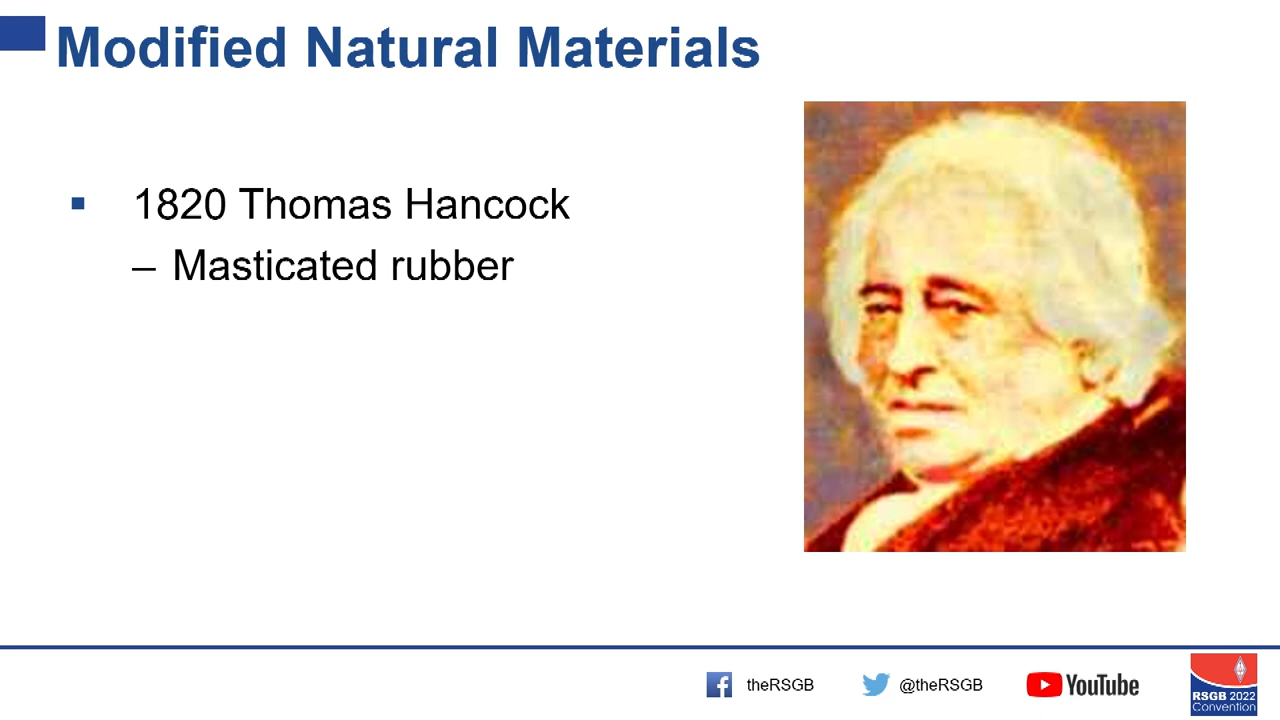 Modified Natural Materials
1820 Thomas Hancock
– Masticated rubber
theRSGB
@theRSGB
YouTube
RSGB 2022
Convention